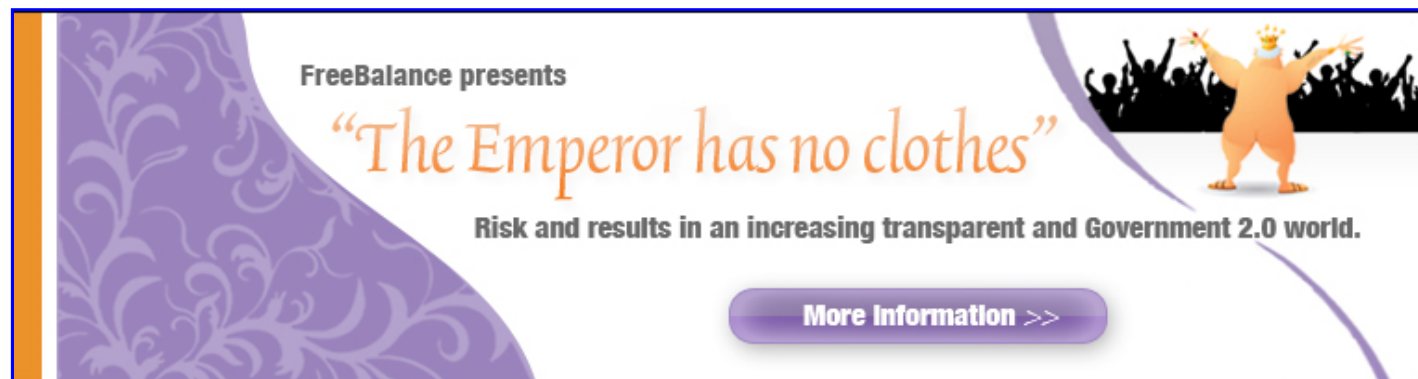 FreeBalance presents
“The Emperor has no clothes”
Risk and results in an increasing transparent and Government 2.0 world.
More Information >>